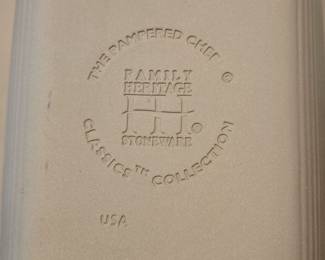 THE PAMPERED CHEF ©
FAMILY
HERITAGE
H ®
STONEWARE
CLASSICS™ COLLECTION
USA